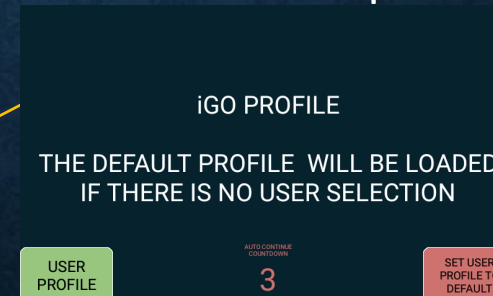 iGO PROFILE
THE DEFAULT PROFILE WILL BE LOADED
IF THERE IS NO USER SELECTION
AUTO CONTINUE
COUNTDOWN
3
USER
PROFILE
SET USER
PROFILE TO
DEFAULT